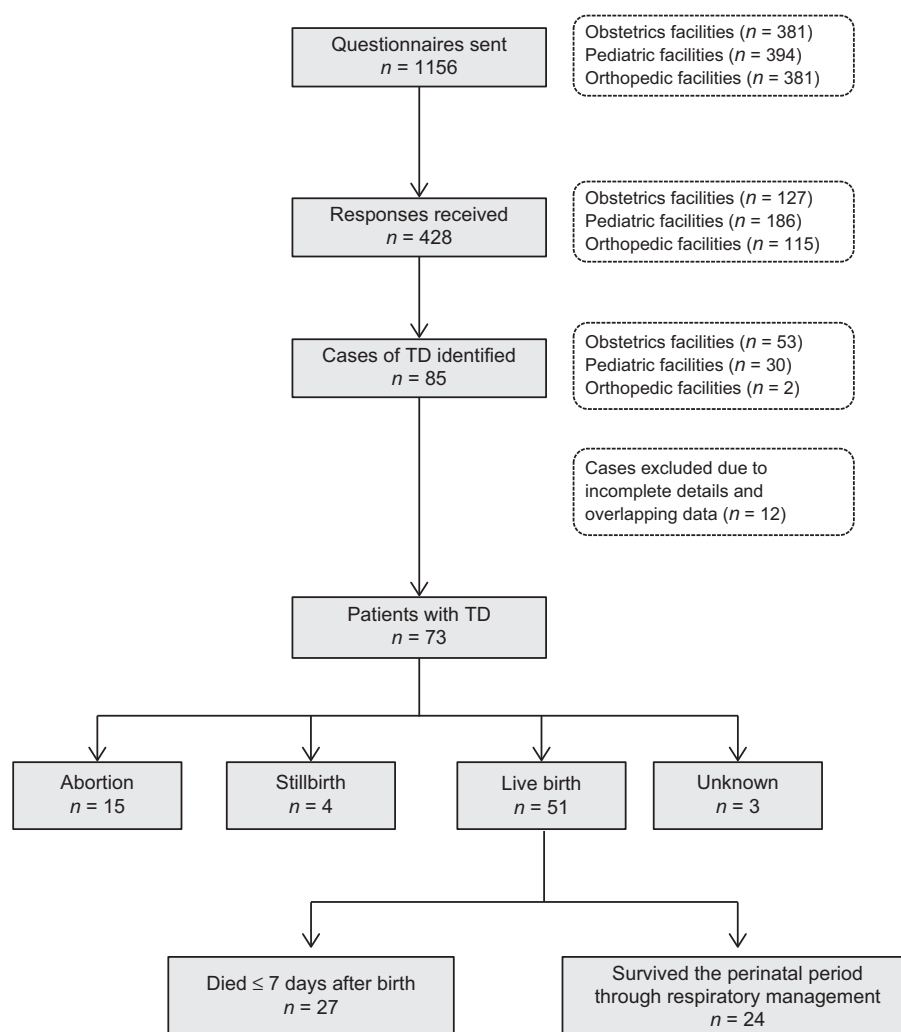 Questionnaires sent
n = 1156
Obstetrics facilities (n = 381)
Pediatric facilities (n = 394)
Orthopedic facilities (n = 381)
Responses received
n = 428
Obstetrics facilities (n = 127)
Pediatric facilities (n = 186)
Orthopedic facilities (n = 115)
Cases of TD identified
n = 85
Obstetrics facilities (n = 53)
Pediatric facilities (n = 30)
Orthopedic facilities (n = 2)
Cases excluded due to
incomplete details and
overlapping data (n = 12)
Patients with TD
n = 73
Abortion
n = 15
Stillbirth
n = 4
Live birth
n = 51
Unknown
n = 3
Died ≤ 7 days after birth
n = 27
Survived the perinatal period
through respiratory management
n = 24